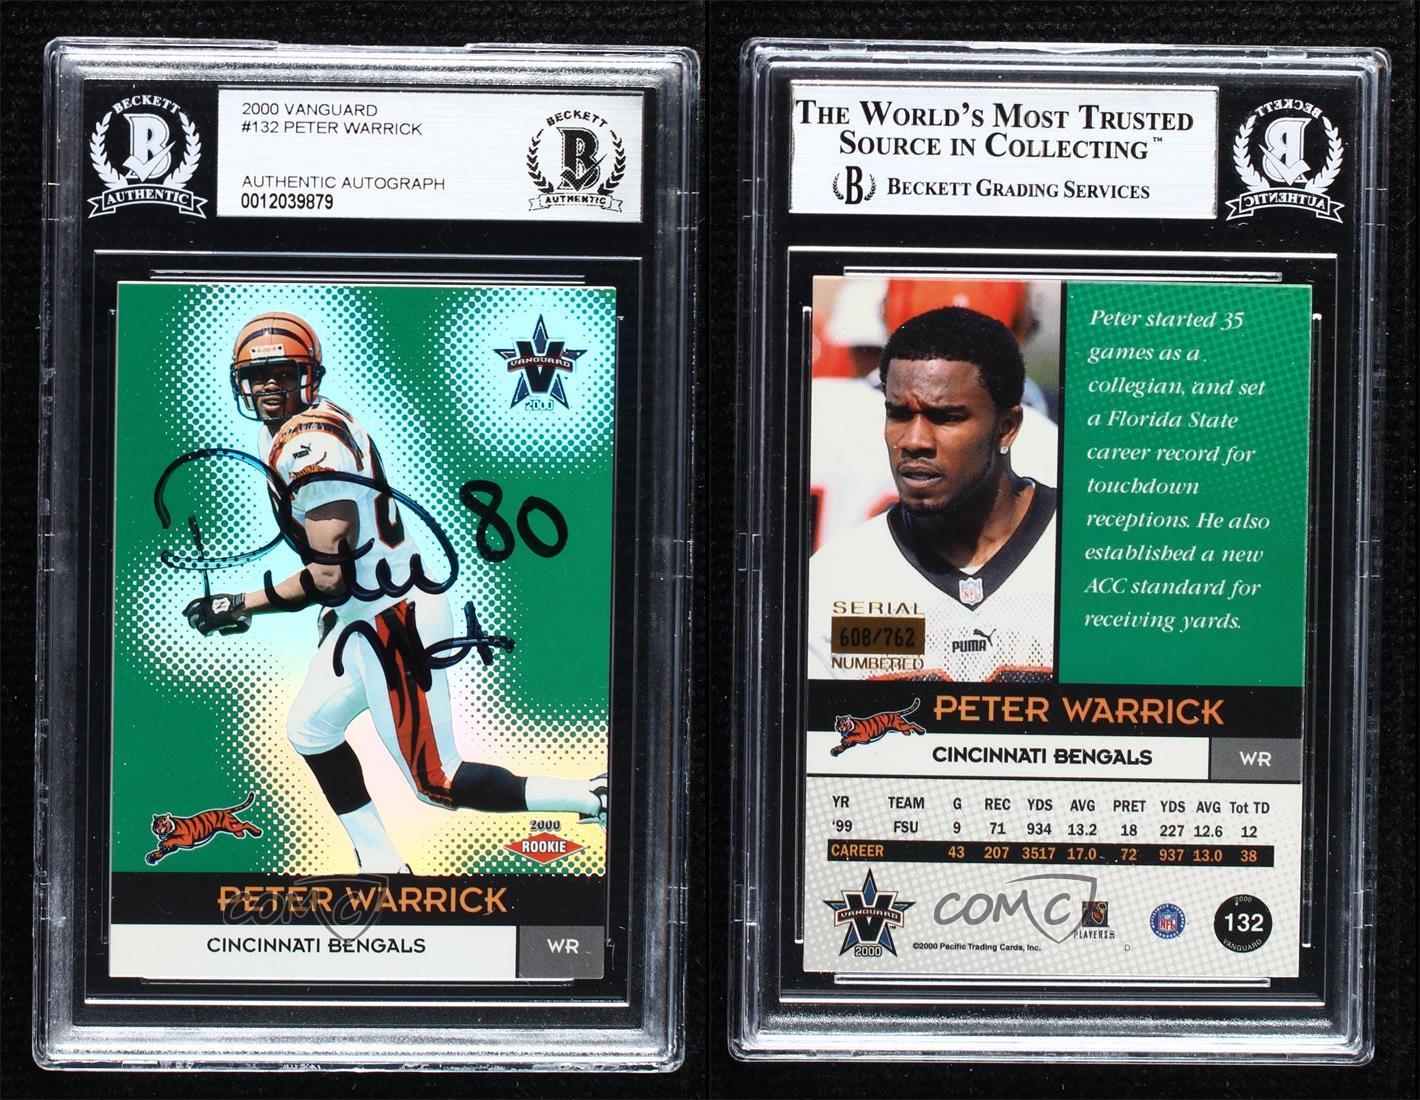 BECKETT
B
AUTHENTIC
2000 VANGUARD
#132 PETER WARRICK
AUTHENTIC AUTOGRAPH
0012039879
BECKETT
B
AUTHENTIC
VANGUARD
V
2000
80
2000
ROOKIE
PETER WARRICK
COMC
CINCINNATI BENGALS
WR
THE WORLD'S MOST TRUSTED
SOURCE IN COLLECTING™
B BECKETT GRADING SERVICES
BECKETT
B
AUTHENTIC
Peter started 35
games as a
collegian, and set
a Florida State
career record for
touchdown
receptions. He also
established a new
ACC standard for
receiving yards.
NFL
PUMA
SERIAL
608/762
NUMBERED
PETER WARRICK
CINCINNATI BENGALS
WR
YR TEAM G REC YDS AVG PRET YDS AVG Tot TD
'99 FSU 9 71 934 13.2 18 227 12.6 12
CAREER 43 207 3517 17.0 72 937 13.0 38
VANGUARD
V
2000
COMC
PLAYERS INC
NFL
2000
132
VANGUARD
©2000 Pacific Trading Cards, Inc.
D